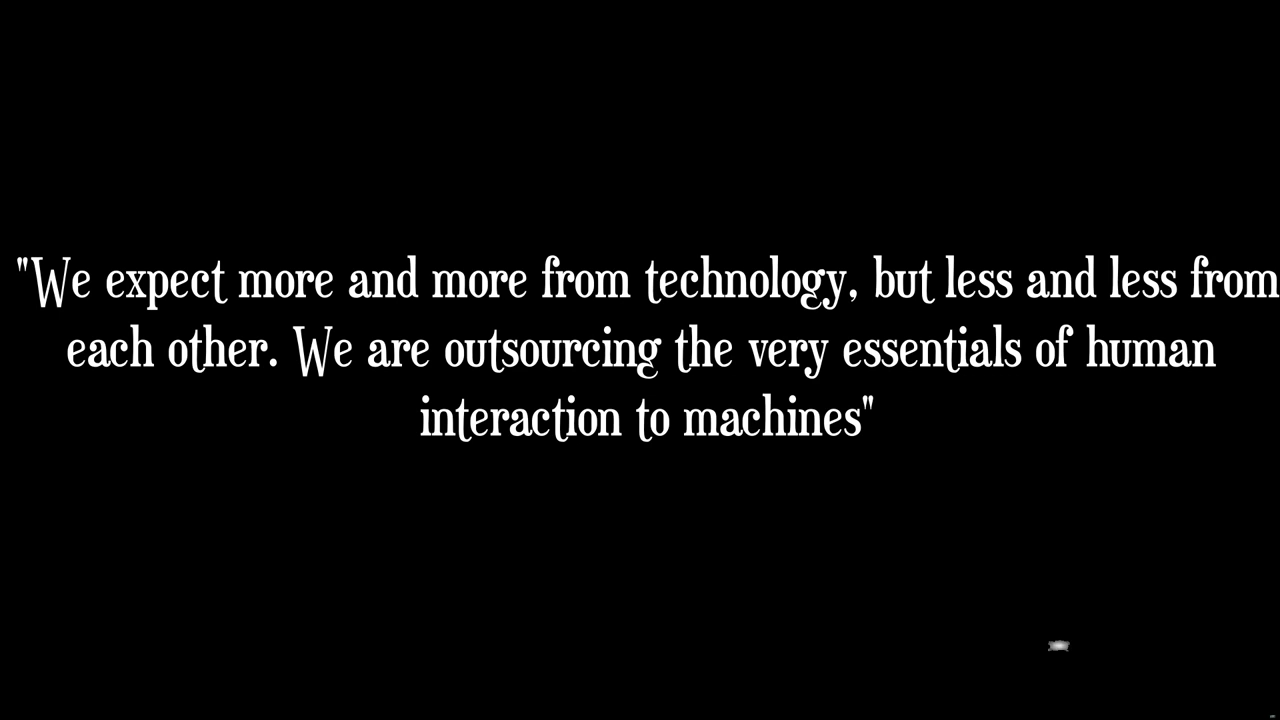 "We expect more and more from technology, but less and less from
each other. We are outsourcing the very essentials of human
interaction to machines"